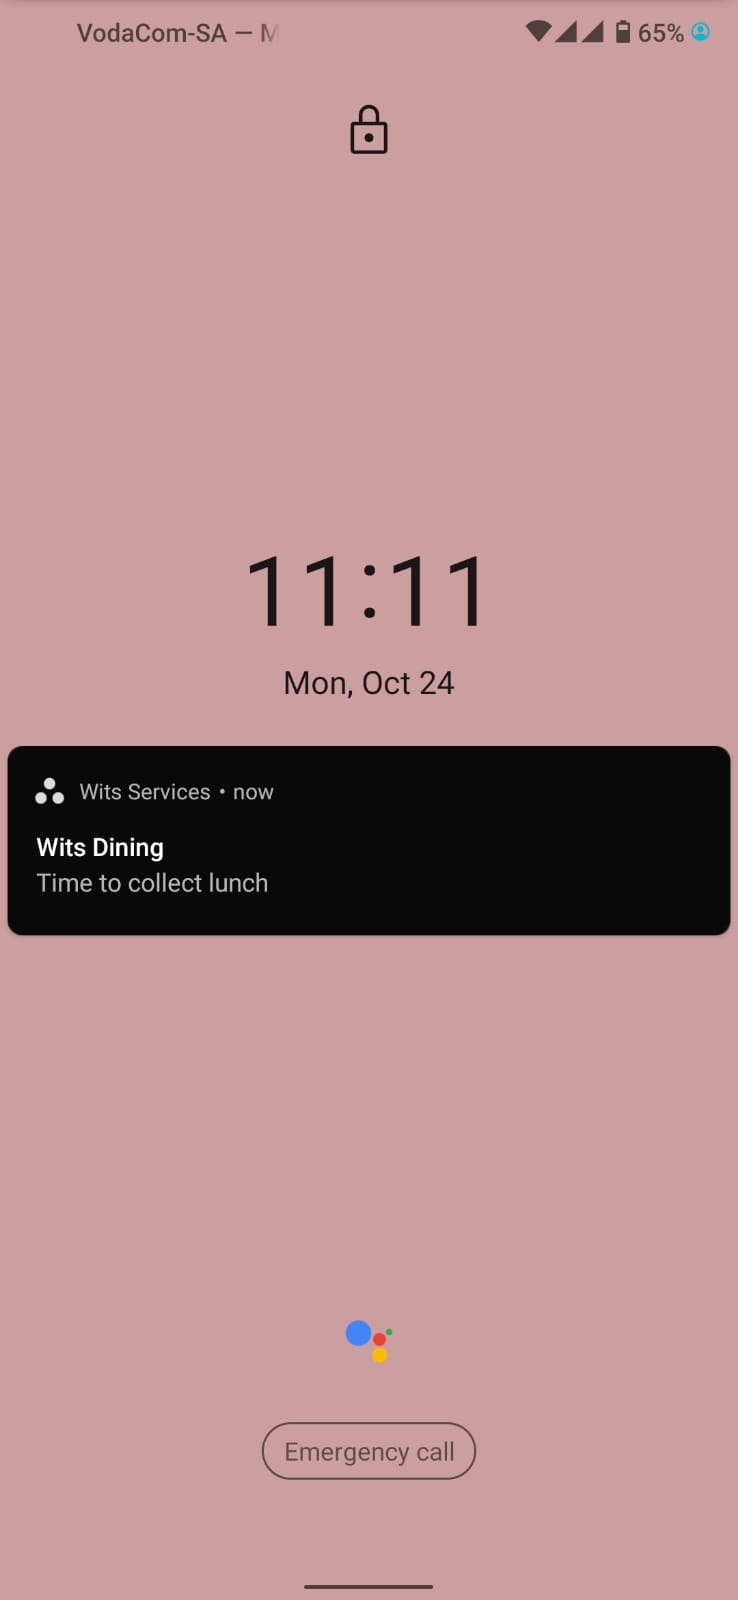 VodaCom-SA — M
65%
11:11
Mon, Oct 24
Wits Services • now
Wits Dining
Time to collect lunch
Emergency call